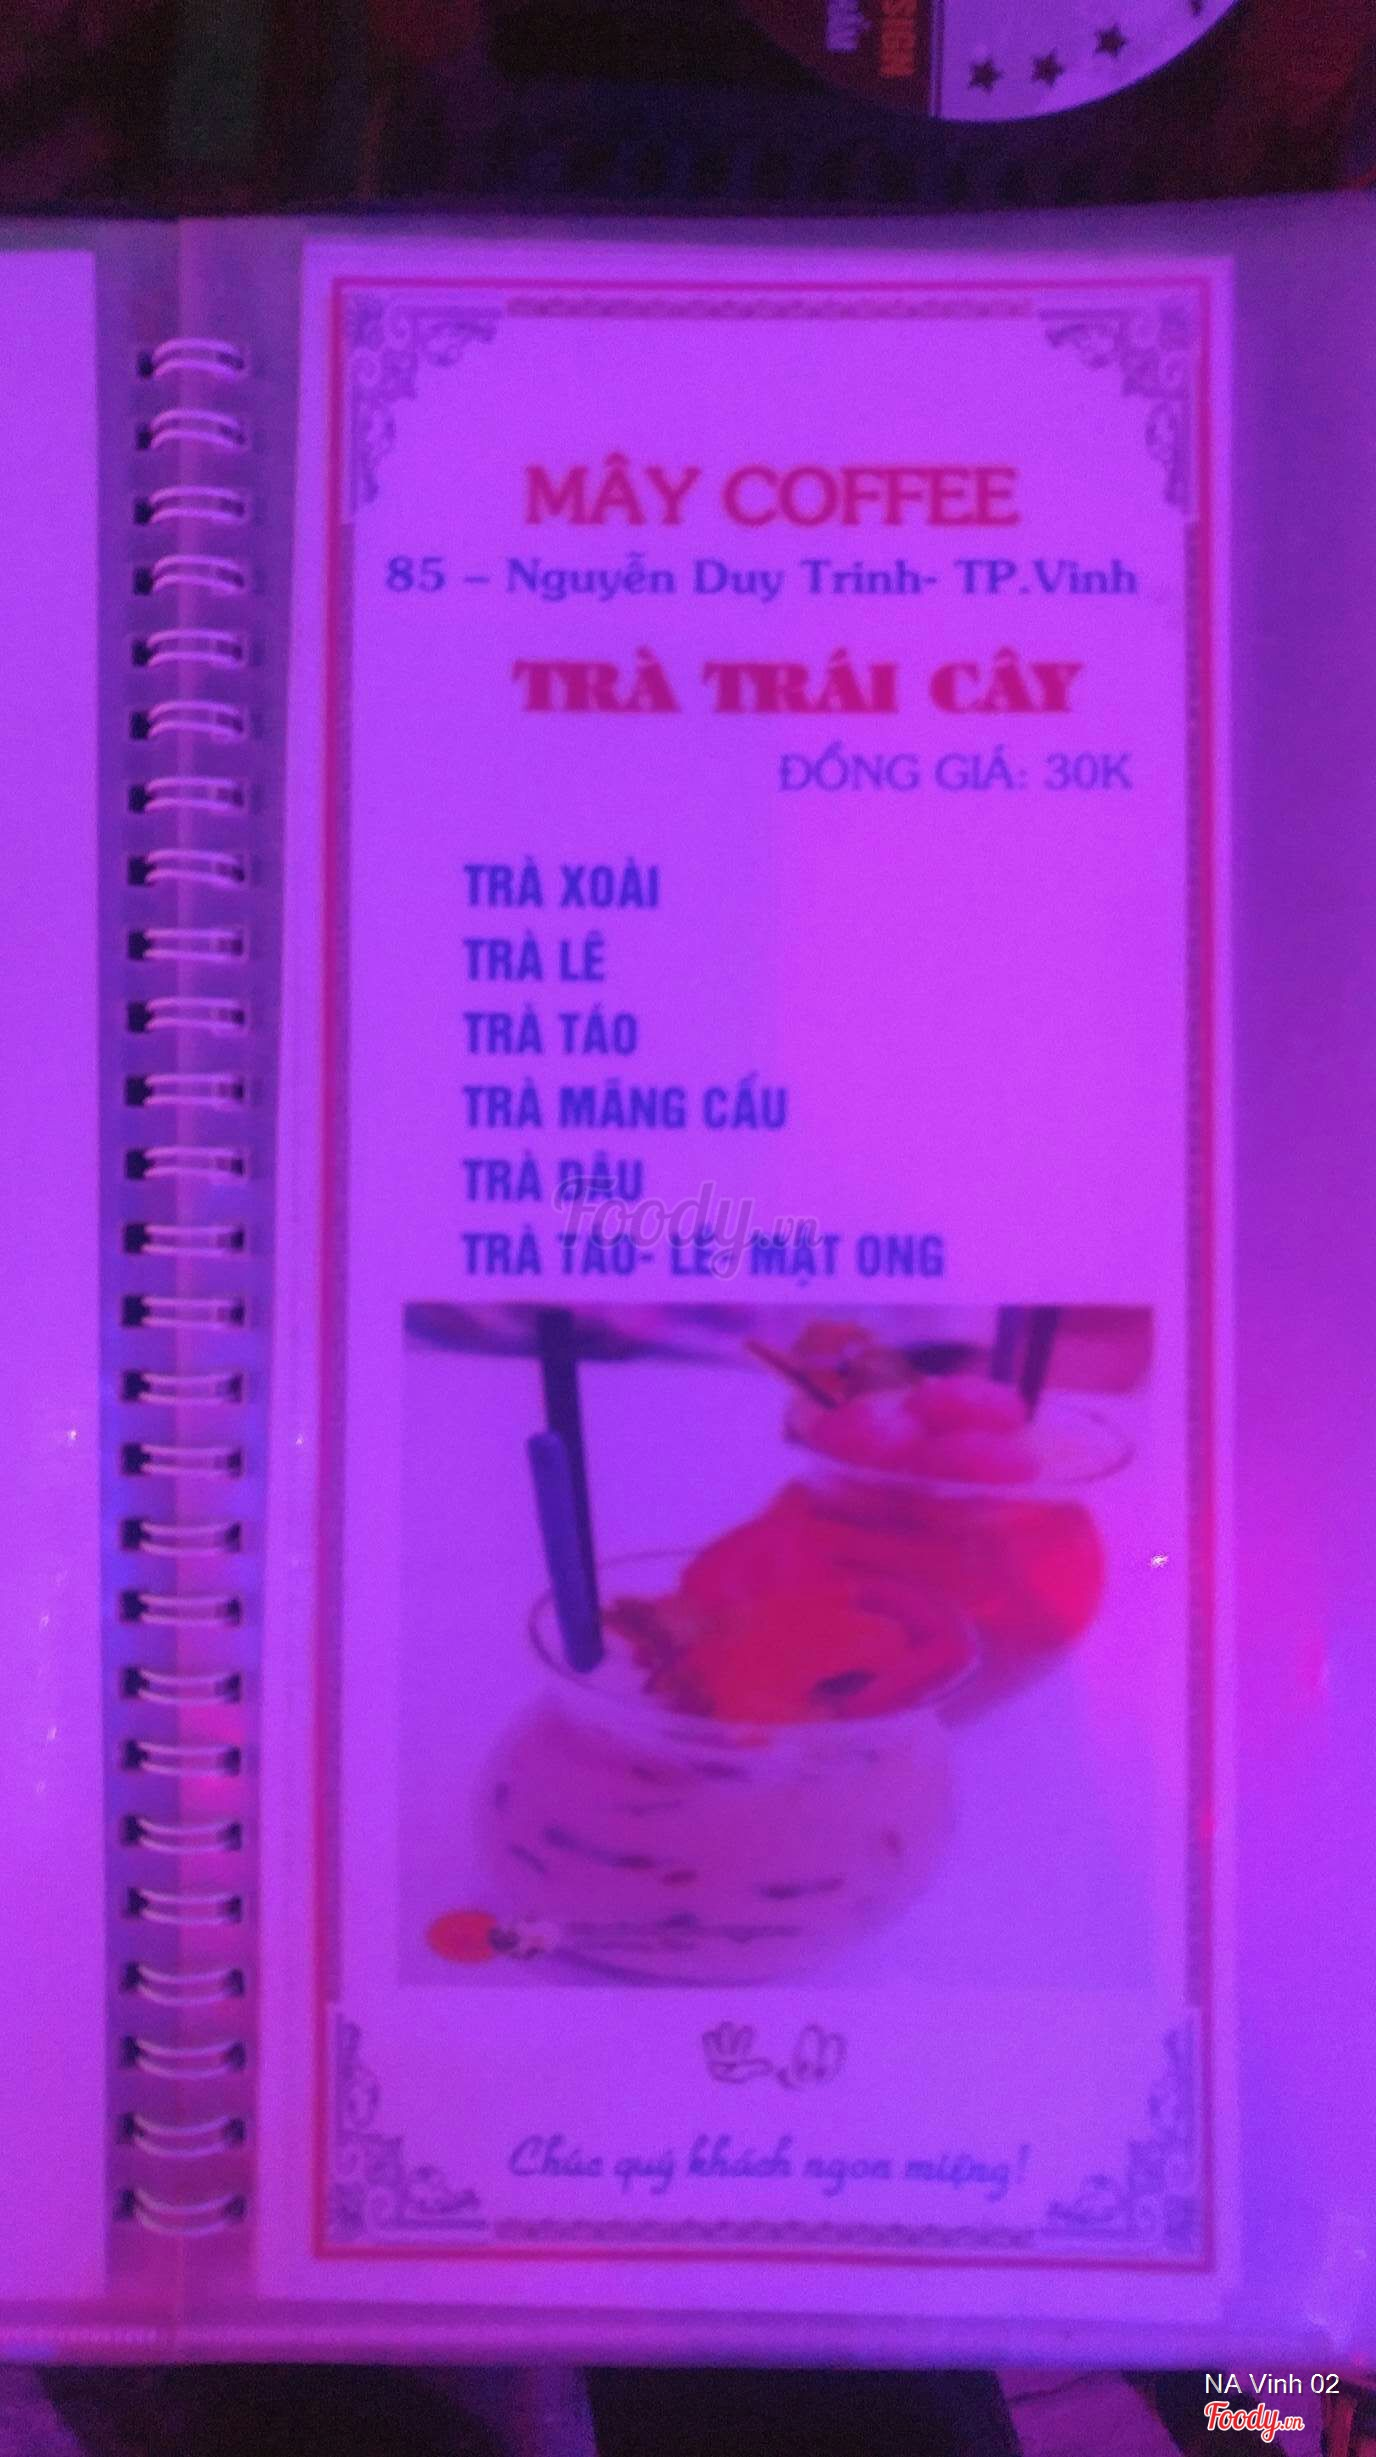 MÂY COFFEE
85 – Nguyễn Duy Trinh- TP.Vinh
TRÀ TRÁI CÂY
ĐỒNG GIÁ: 30K
TRÀ XOÀI
TRÀ LÊ
TRÀ TÁO
TRÀ MÃNG CẦU
TRÀ DÂU
TRÀ TÁO- LÊ- MẬT ONG
Foody.vn
Chúc quý khách ngon miệng!
NA Vinh 02
Foody.vn